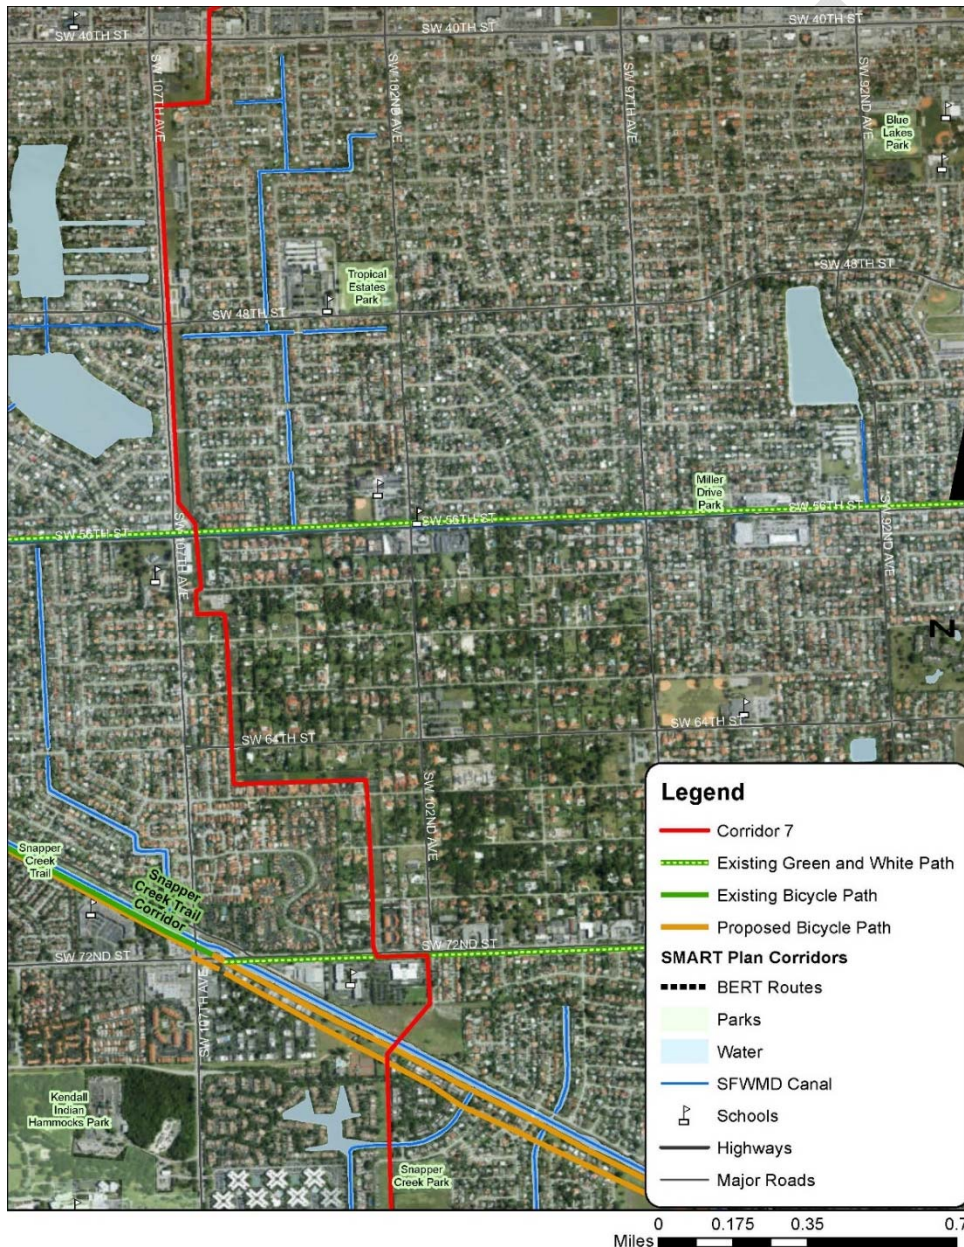 SW 40TH ST
SW 40TH ST
SW 40TH ST
SW 107TH AVE
SW 102ND AVE
SW 97TH AVE
SW 92ND AVE
Blue
Lakes
Park
Tropical
Estates
Park
SW 48TH ST
SW 48TH ST
Miller
Drive
Park
SW 56TH ST
SW 56TH ST
SW 56TH ST
SW 107TH AVE
SW 92ND AVE
N
SW 64TH ST
SW 64TH ST
SW 102ND AVE
Snapper
Creek
Trail
Snapper
Creek Trail
Corridor
SW 72ND ST
SW 72ND ST
SW 107TH AVE
Kendall
Indian
Hammocks Park
Snapper
Creek Park
Legend
Corridor 7
Existing Green and White Path
Existing Bicycle Path
Proposed Bicycle Path
SMART Plan Corridors
BERT Routes
Parks
Water
SFWMD Canal
Schools
Highways
Major Roads
0 0.175 0.35 0.7
Miles